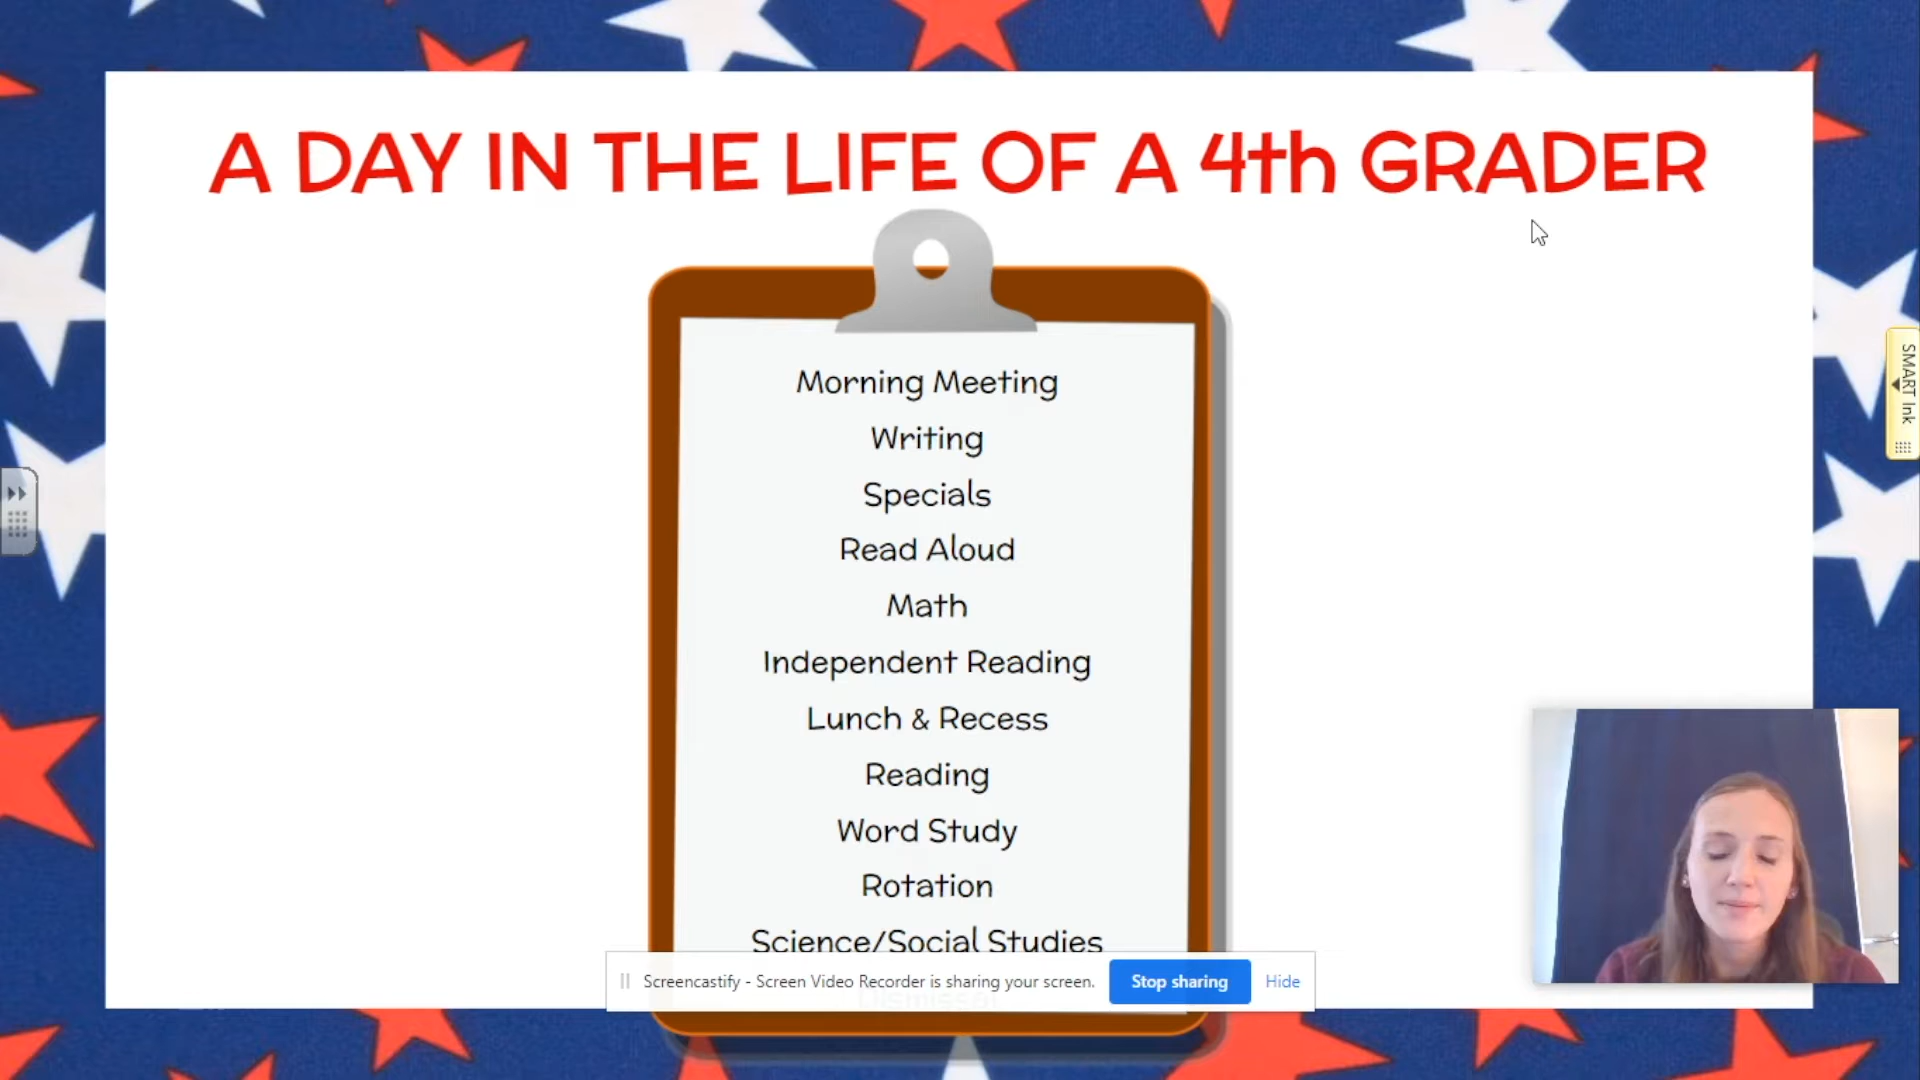 A DAY IN THE LIFE OF A 4th GRADER
Morning Meeting
Writing
Specials
Read Aloud
Math
Independent Reading
Lunch & Recess
Reading
Word Study
Rotation
Science/Social Studies
Dismissal
Screencastify - Screen Video Recorder is sharing your screen.
Stop sharing
Hide
SMART Ink